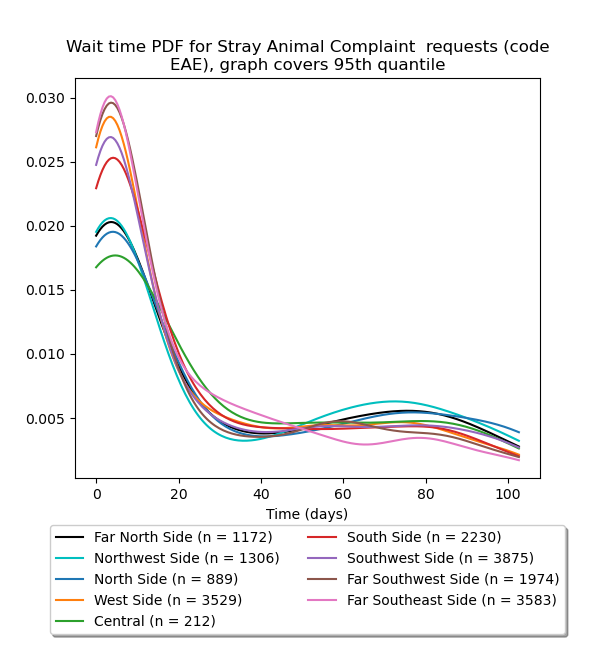 Wait time PDF for Stray Animal Complaint  requests (code
EAE), graph covers 95th quantile
0.030
0.025
0.020
0.015
0.010
0.005
0 20 40 60 80 100
Time (days)
Far North Side (n = 1172)
Northwest Side (n = 1306)
North Side (n = 889)
West Side (n = 3529)
Central (n = 212)
South Side (n = 2230)
Southwest Side (n = 3875)
Far Southwest Side (n = 1974)
Far Southeast Side (n = 3583)